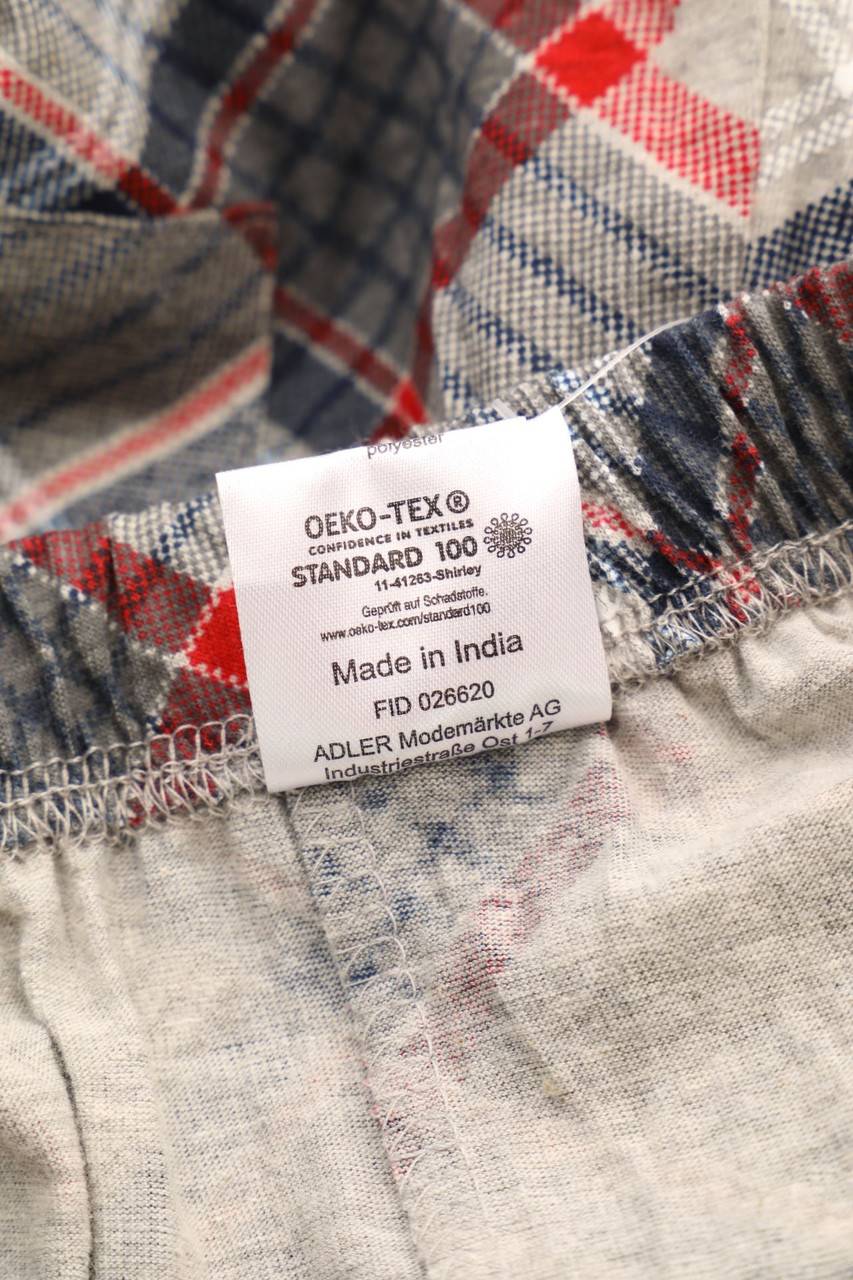 polyester
OEKO-TEX®
CONFIDENCE IN TEXTILES
STANDARD 100
11-41263-Shirley
Geprüft auf Schadstoffe.
www.oeko-tex.com/standard100
Made in India
FID 026620
ADLER Modemärkte AG
Industriestraße Ost 1-7